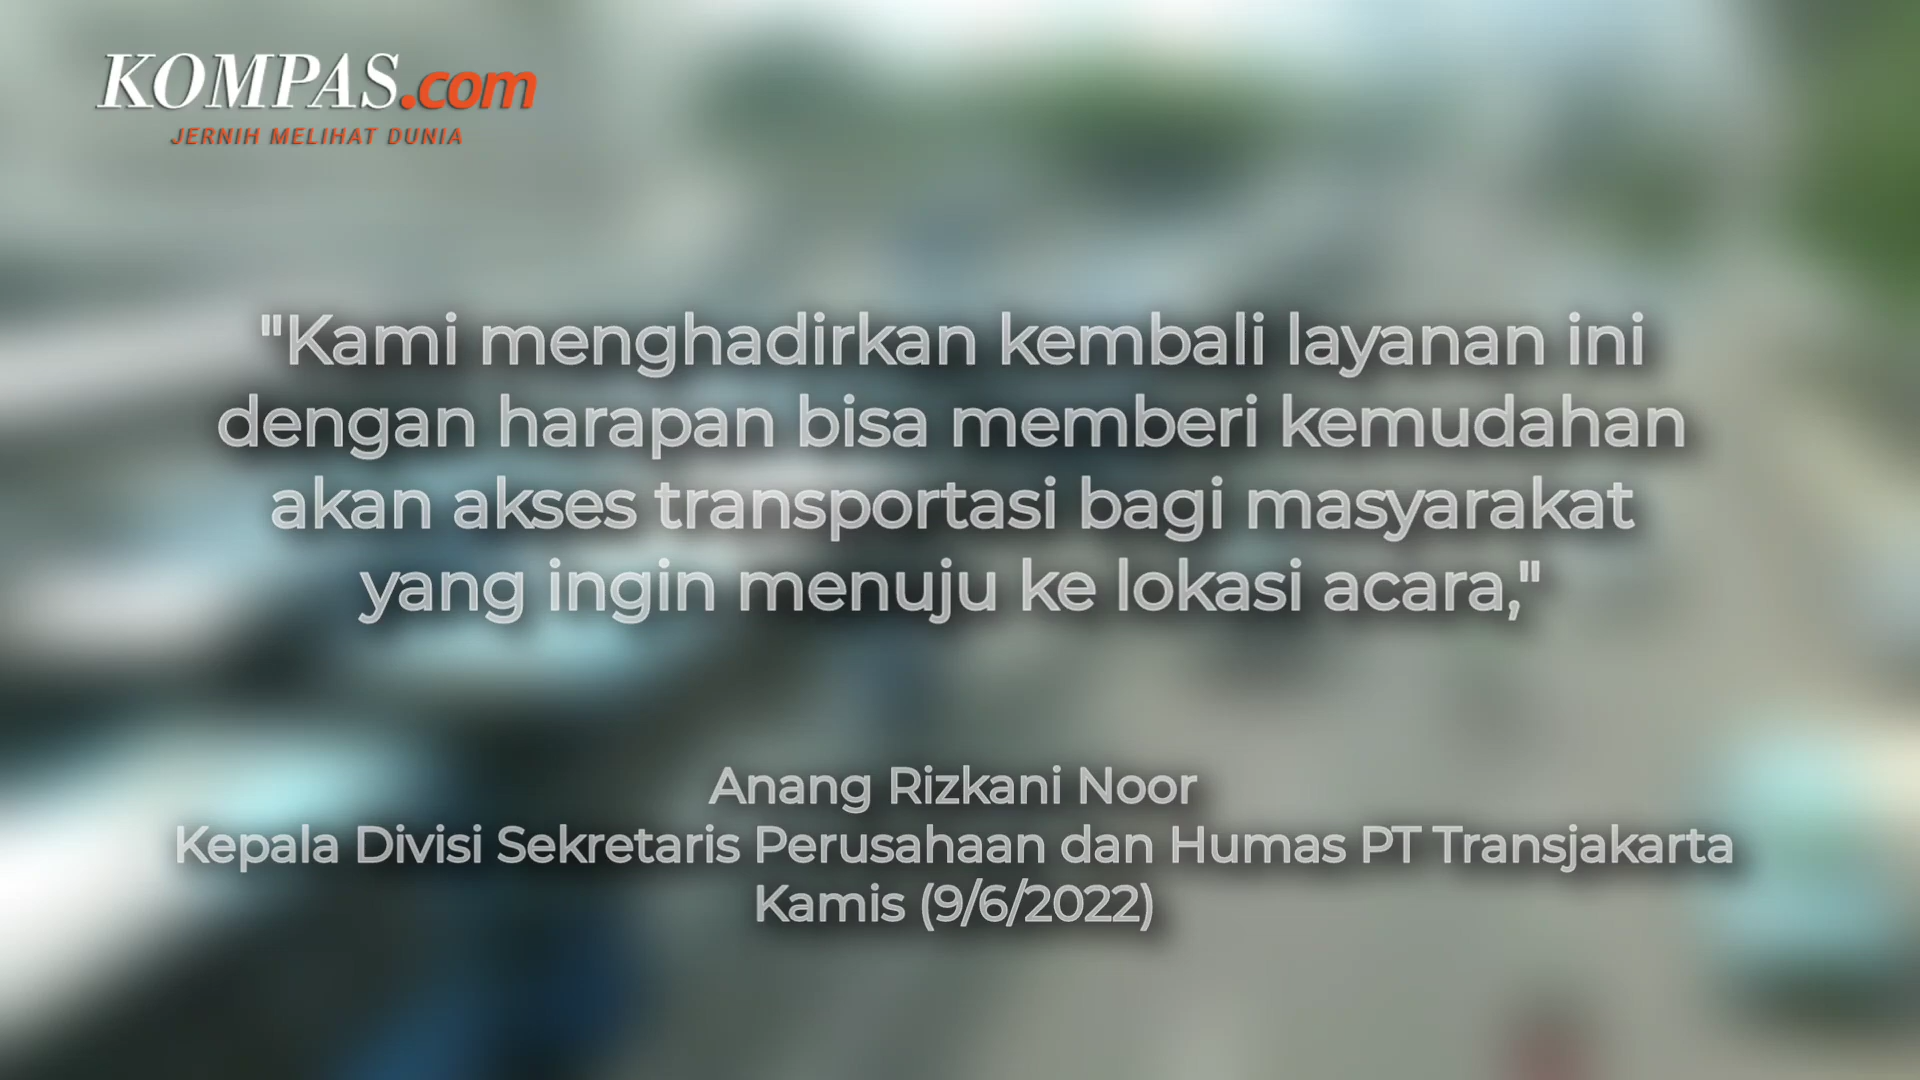 KOMPAS.com
JERNIH MELIHAT DUNIA
"Kami menghadirkan kembali layanan ini
dengan harapan bisa memberi kemudahan
akan akses transportasi bagi masyarakat
yang ingin menuju ke lokasi acara,"
Anang Rizkani Noor
Kepala Divisi Sekretaris Perusahaan dan Humas PT Transjakarta
Kamis (9/6/2022)